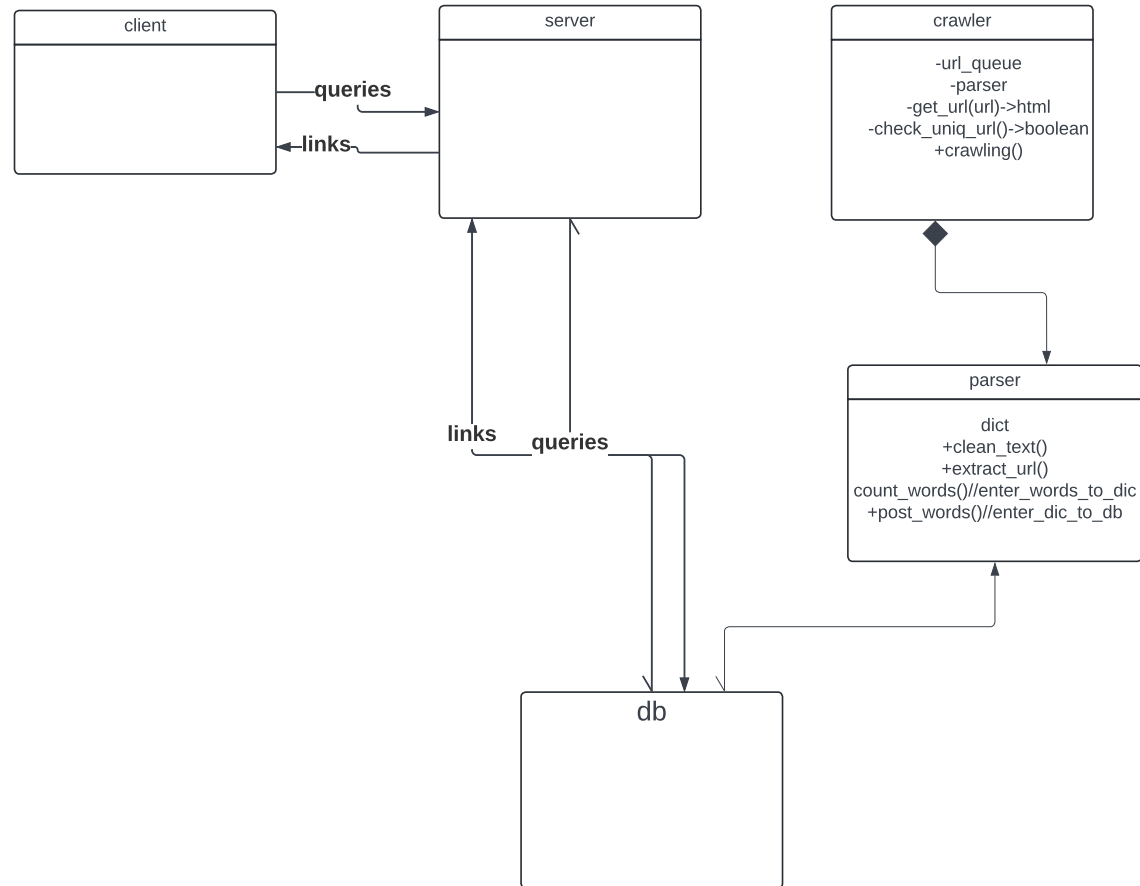 client
server
crawler
queries
links
-url_queue
-parser
-get_url(url)->html
-check_uniq_url()->boolean
+crawling()
parser
dict
+clean_text()
+extract_url()
count_words()//enter_words_to_dic
+post_words()//enter_dic_to_db
links
queries
db